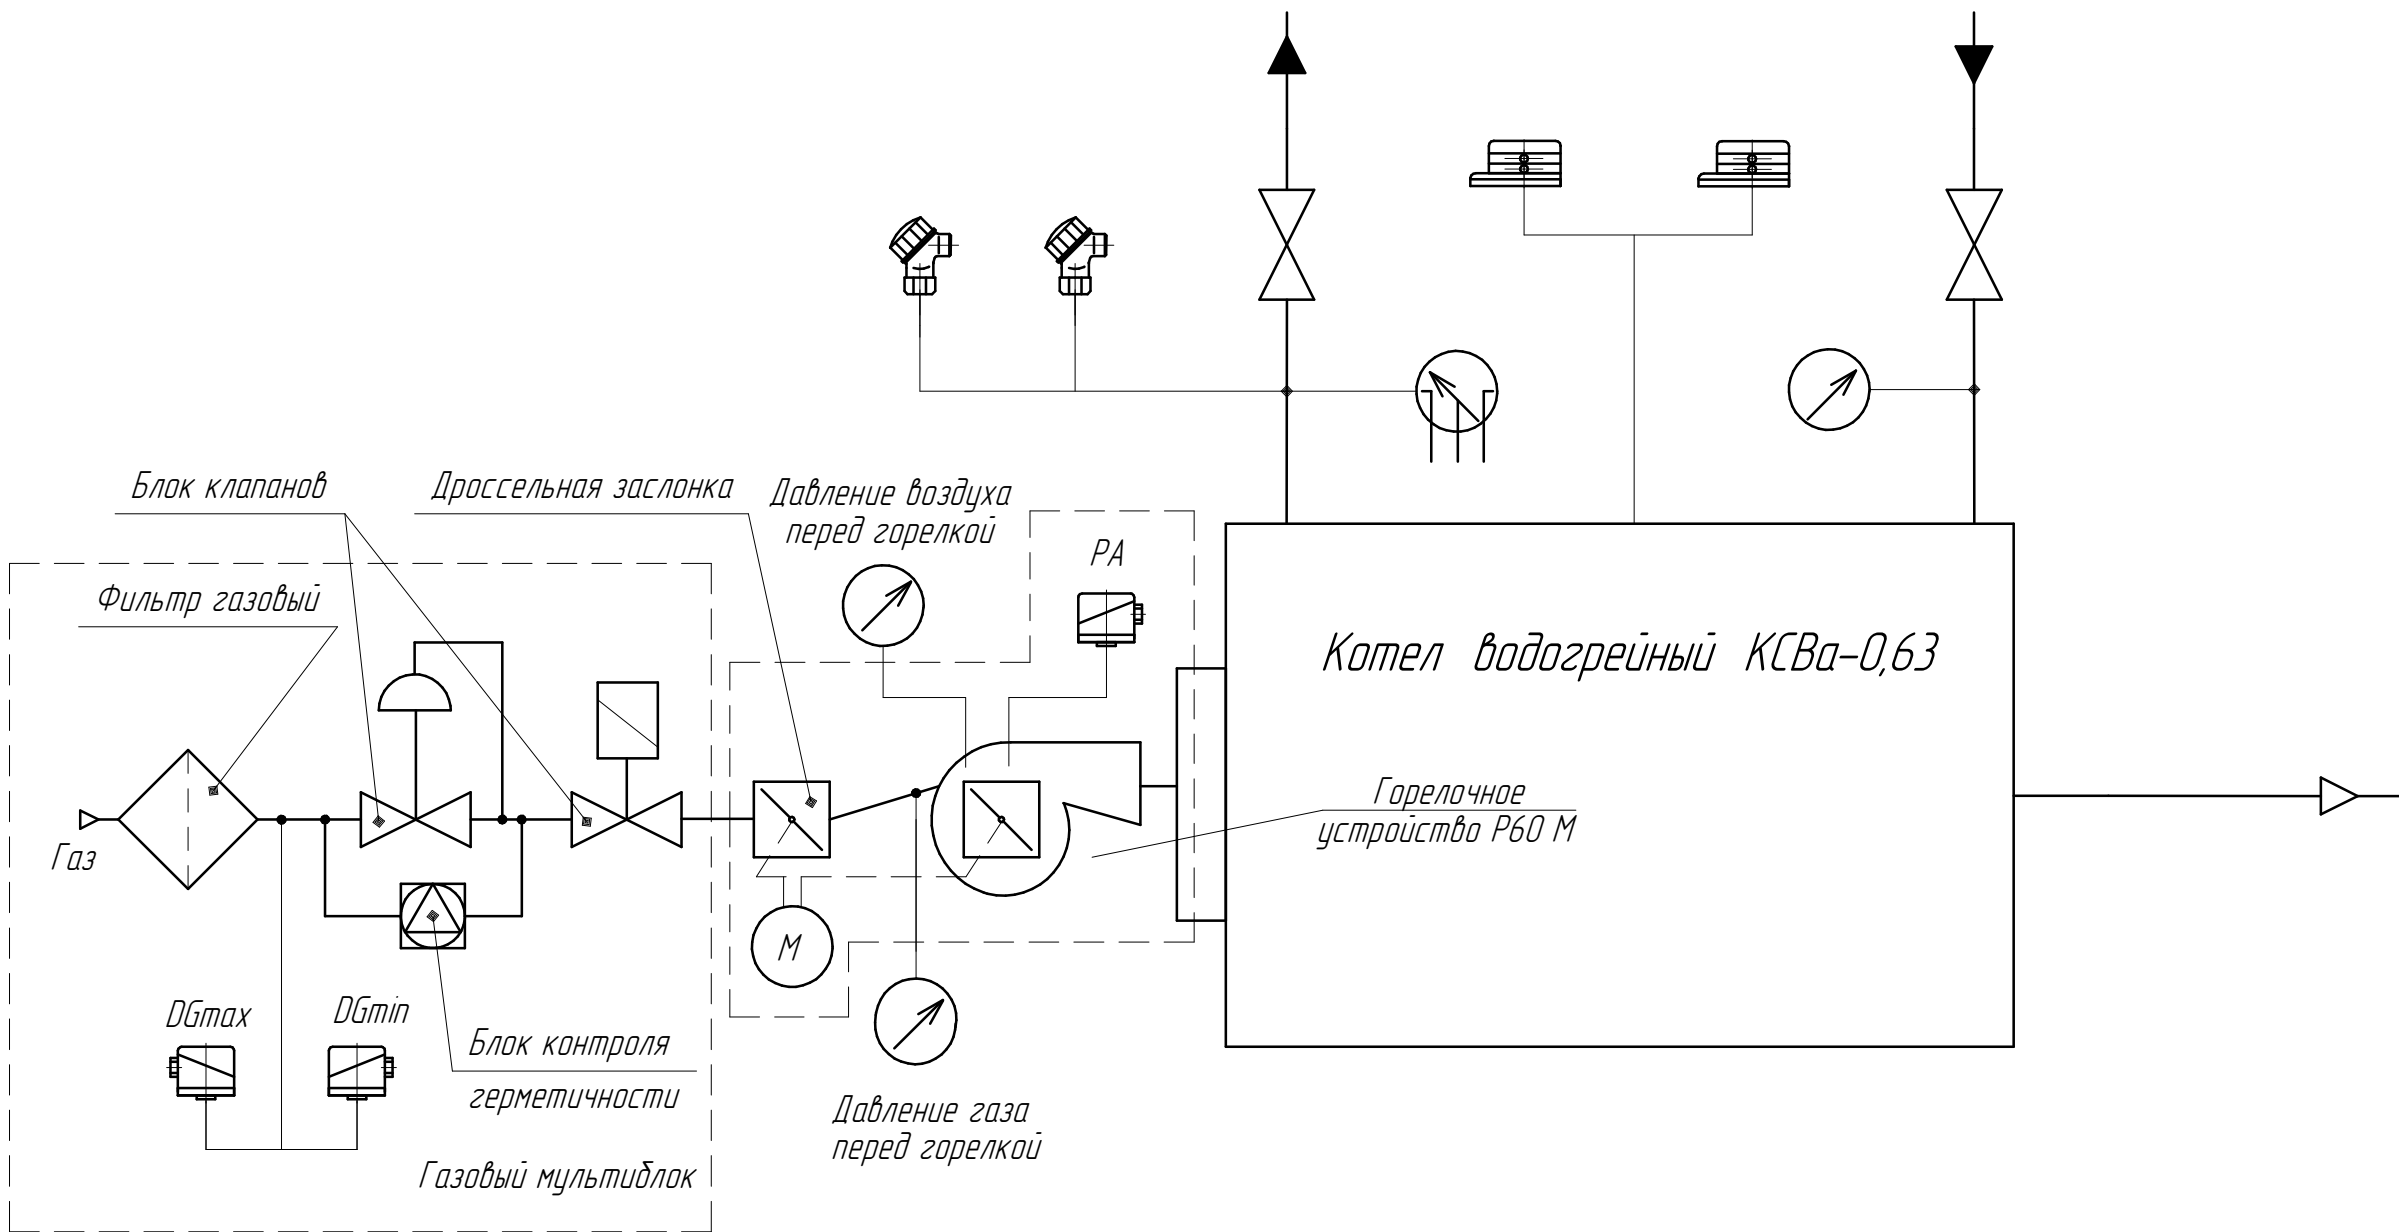 Блок клапанов
Дроссельная заслонка
Давление воздуха
перед горелкой
РА
Фильтр газовый
Котел водогрейный КСВа-0,63
Горелочное
устройство Р60 М
Газ
М
DGmax
DGmin
Блок контроля
герметичности
Давление газа
перед горелкой
Газовый мультиблок